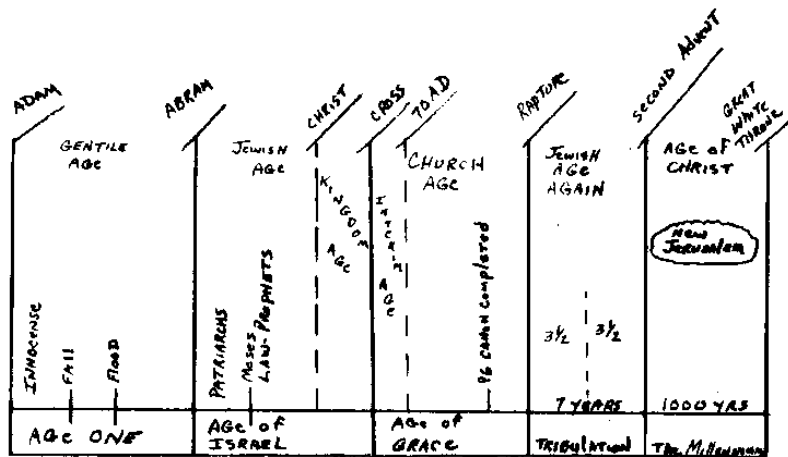 ADAM
ABRAM
CHRIST
CROSS
70 A.D
RAPTURE
SECOND ADVENT
GREAT
WHITE
THRONE
GENTILE
AGE
JEWISH
AGE
KINGDOM
AGE
INTERIM
AGE
CHURCH
AGE
JEWISH
AGE
AGAIN
AGE of
CHRIST
NEW
JERUSALEM
INNOCENSE
FALL
FLOOD
PATRIARCHS
MOSES
LAW-PROPHETS
96 CANON COMPLETED
3½
3½
7 YEARS
1000 YRS
AGE ONE
AGE of
ISRAEL
AGE of
GRACE
TRIBULATION
THE MILLENNIUM